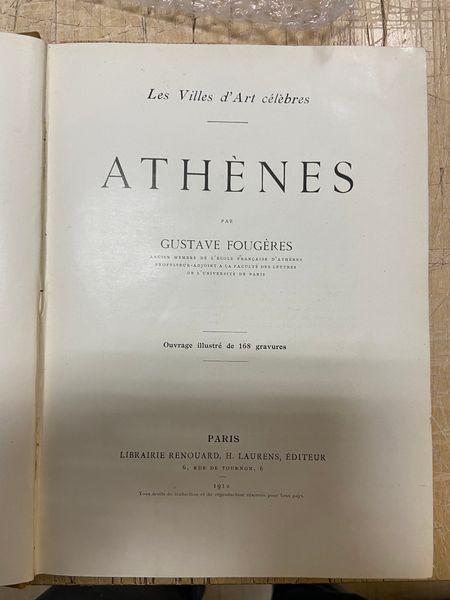 Les Villes d'Art célèbres
ATHÈNES
PAR
GUSTAVE FOUGÈRES
ANCIEN MEMBRE DE L'ÉCOLE FRANÇAISE D'ATHÈNES
PROFESSEUR-ADJOINT A LA FACULTÉ DES LETTRES
DE L'UNIVERSITÉ DE PARIS
Ouvrage illustré de 168 gravures
PARIS
LIBRAIRIE RENOUARD, H. LAURENS, ÉDITEUR
6, RUE DE TOURNON, 6
1912
Tous droits de traduction et de reproduction réservés pour tous pays.